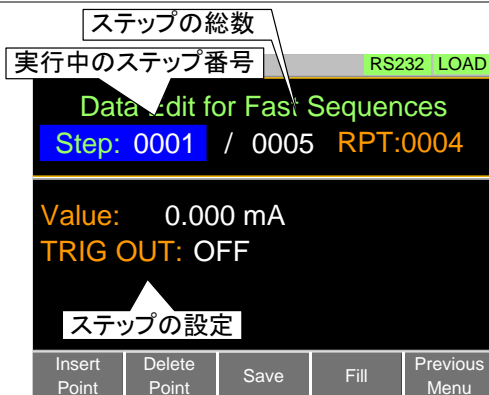 ステップの総数
実行中のステップ番号
RS232 LOAD
Data Edit for Fast Sequences
Step: 0001 / 0005 RPT:0004
Value: 0.000 mA
TRIG OUT: OFF
ステップの設定
Insert Point
Delete Point
Save
Fill
Previous Menu